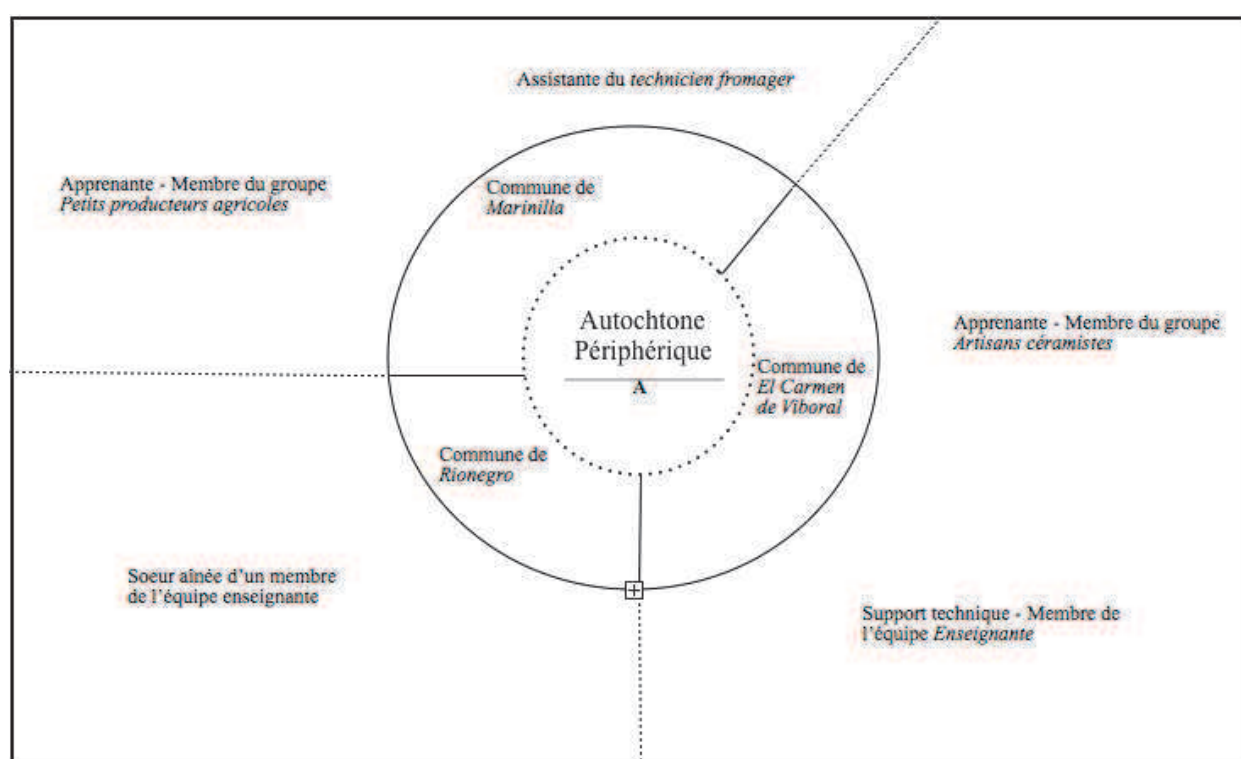 Assistante du technicien fromager
Apprenante - Membre du groupe
Petits producteurs agricoles
Commune de
Marinilla
Autochtone
Périphérique
A
Commune de
El Carmen
de Viboral
Apprenante - Membre du groupe
Artisans céramistes
Commune de
Rionegro
Soeur aînée d’un membre
de l’équipe enseignante
Support technique - Membre de
l’équipe Enseignante